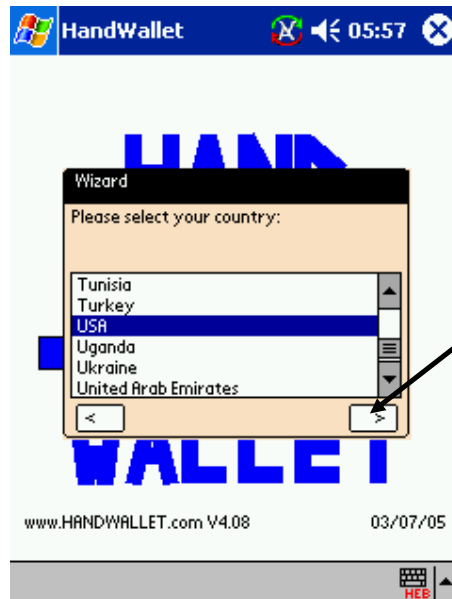 HandWallet 05:57
HAND
Wizard
Please select your country:
Tunisia
Turkey
USA
Uganda
Ukraine
United Arab Emirates
< >
WALLET
www.HANDWALLET.com V4.08 03/07/05
HEB